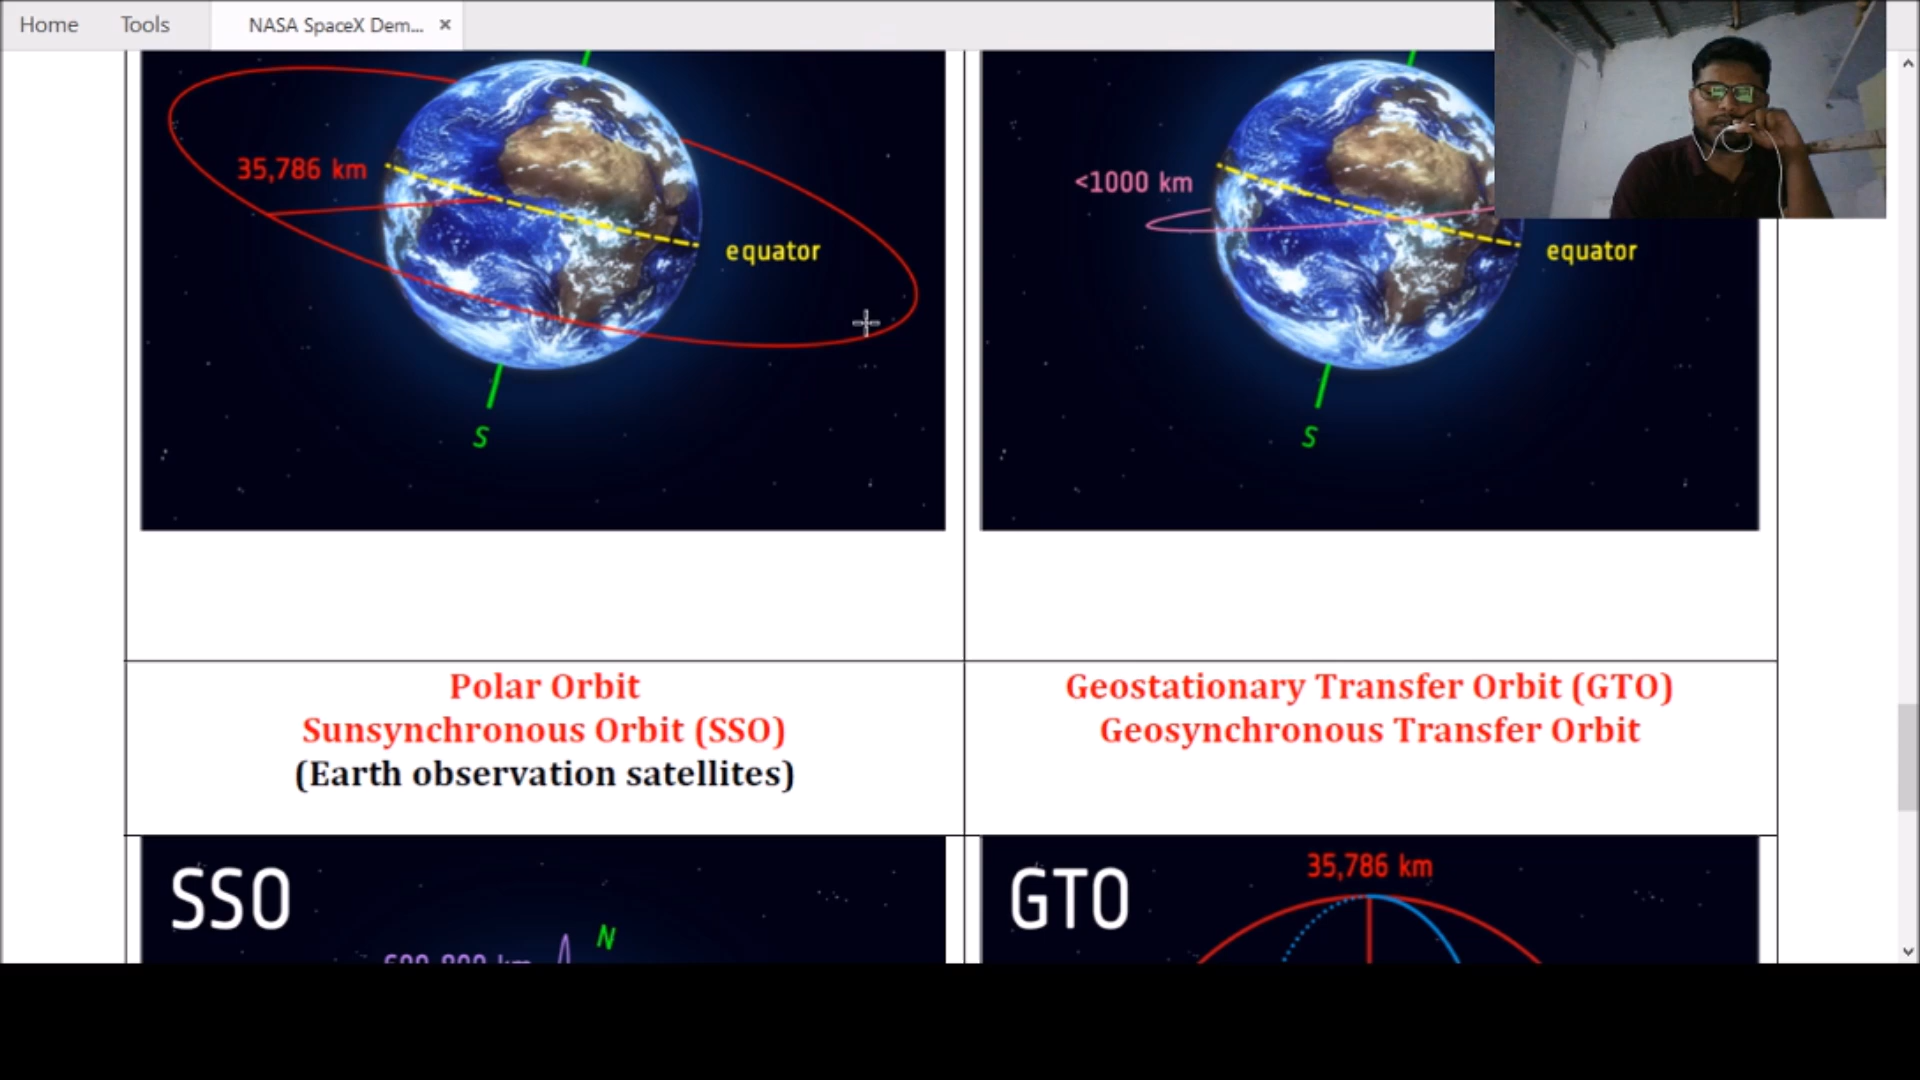 Home Tools NASA SpaceX Dem... ×
35,786 km
equator
S
<1000 km
equator
S
Polar Orbit
Sunsynchronous Orbit (SSO)
(Earth observation satellites)
Geostationary Transfer Orbit (GTO)
Geosynchronous Transfer Orbit
SSO
N
GTO
35,786 km